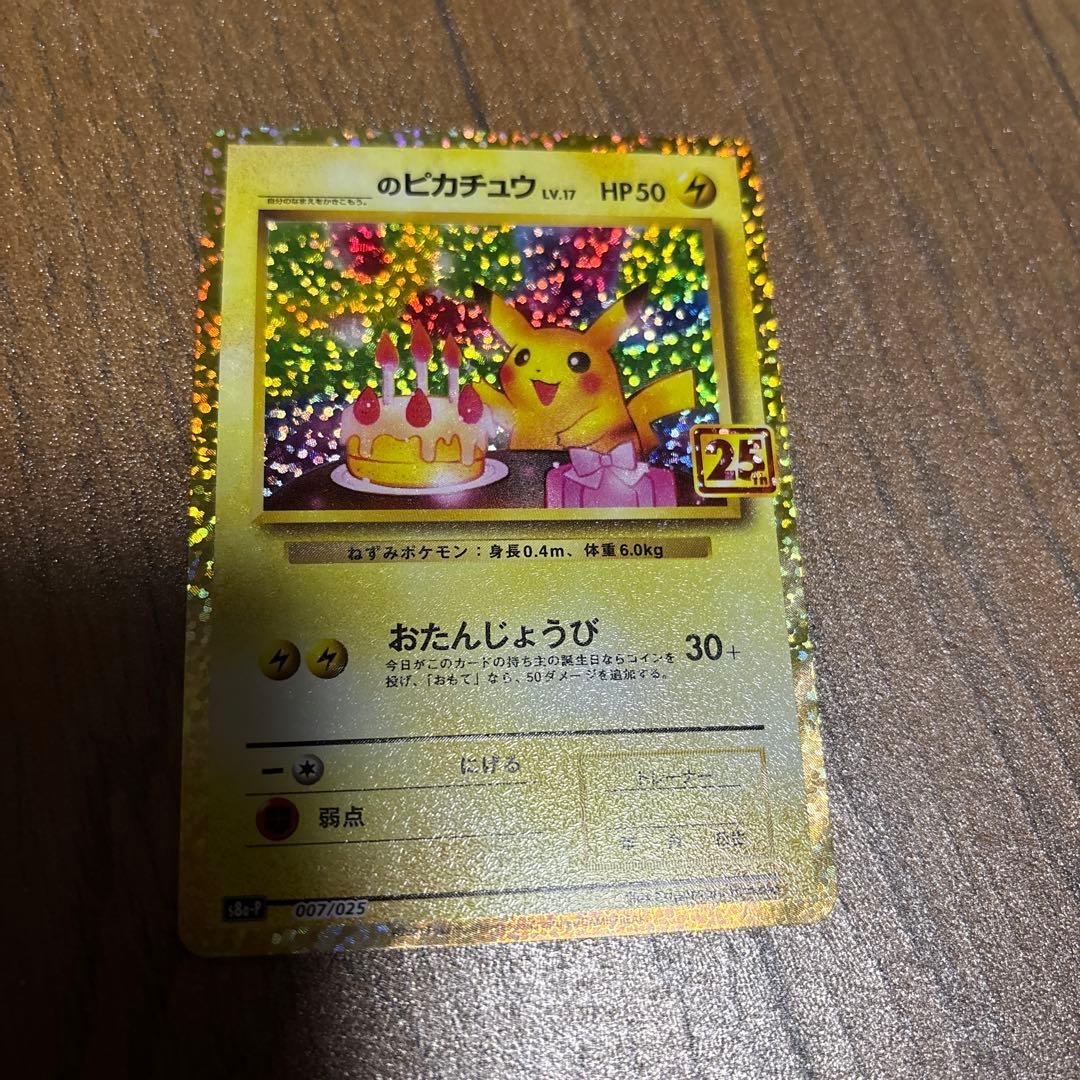 のピカチュウ LV.17 HP50
自分のなまえをかきこもう。
25th
ねずみポケモン：身長0.4m、体重6.0kg
おたんじょうび 30+
今日がこのカードの持ち主の誕生日ならコインを
投げ、「おもて」なら、50ダメージを追加する。
にげる
トレーナー
弱点
s8a-P 007/025